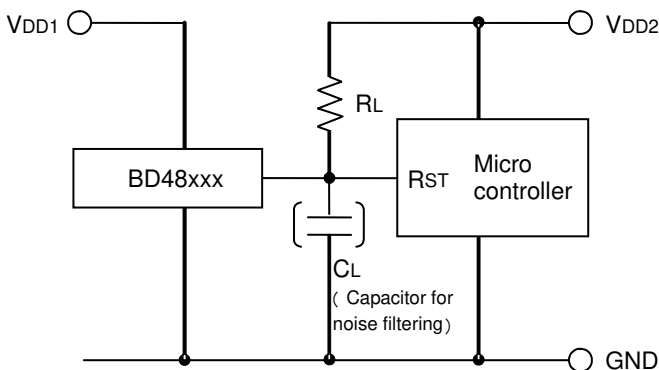 VDD1
VDD2
RL
BD48xxx
RST
Micro
controller
CL
( Capacitor for
noise filtering )
GND